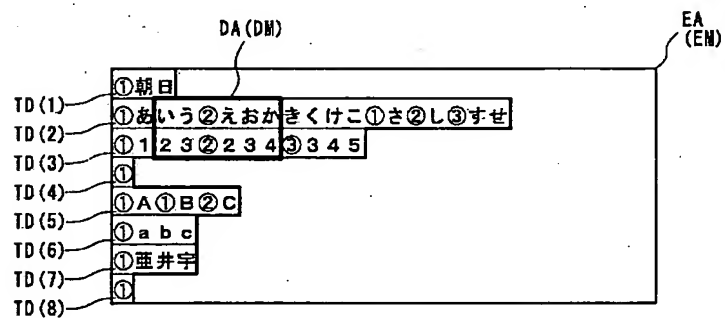 DA(DM)
EA
(EM)
TD(1) ①朝日
TD(2) ①あいう②えおかきくけこ①さ②し③すせ
TD(3) ①123②234③345
TD(4) ①
TD(5) ①A①B②C
TD(6) ①abc
TD(7) ①亜井宇
TD(8) ①